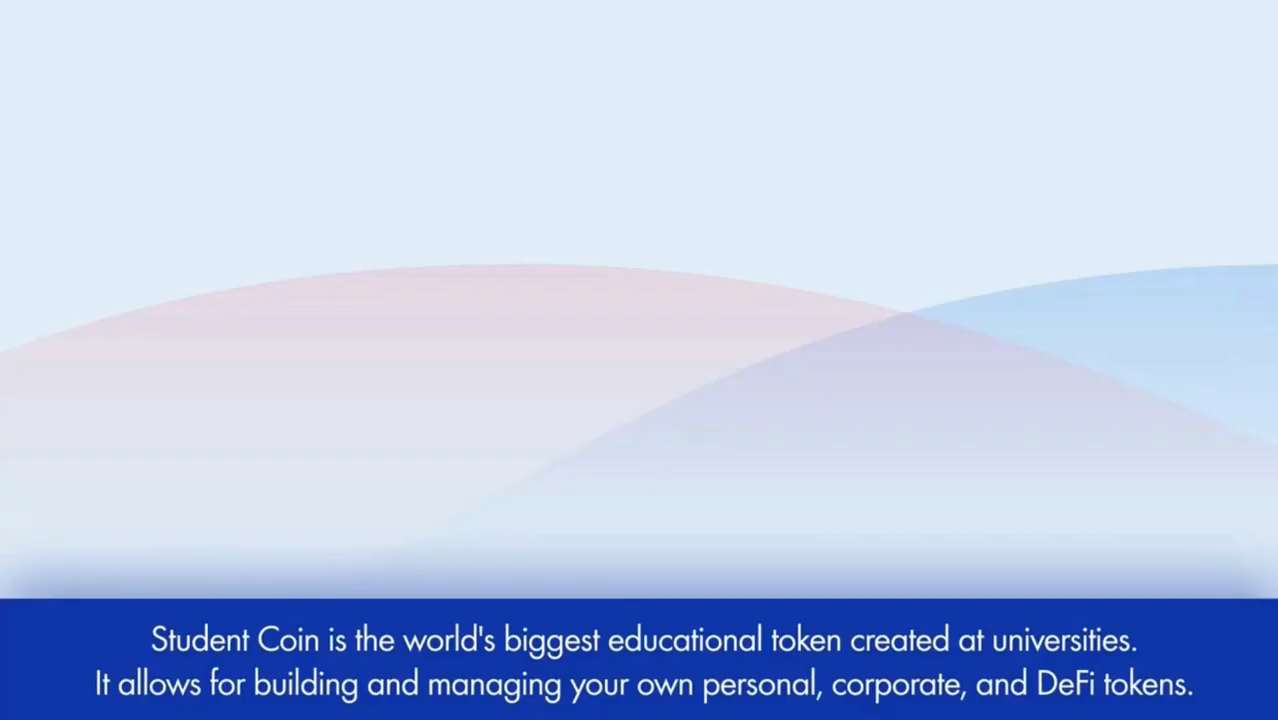 Student Coin is the world's biggest educational token created at universities.
It allows for building and managing your own personal, corporate, and DeFi tokens.